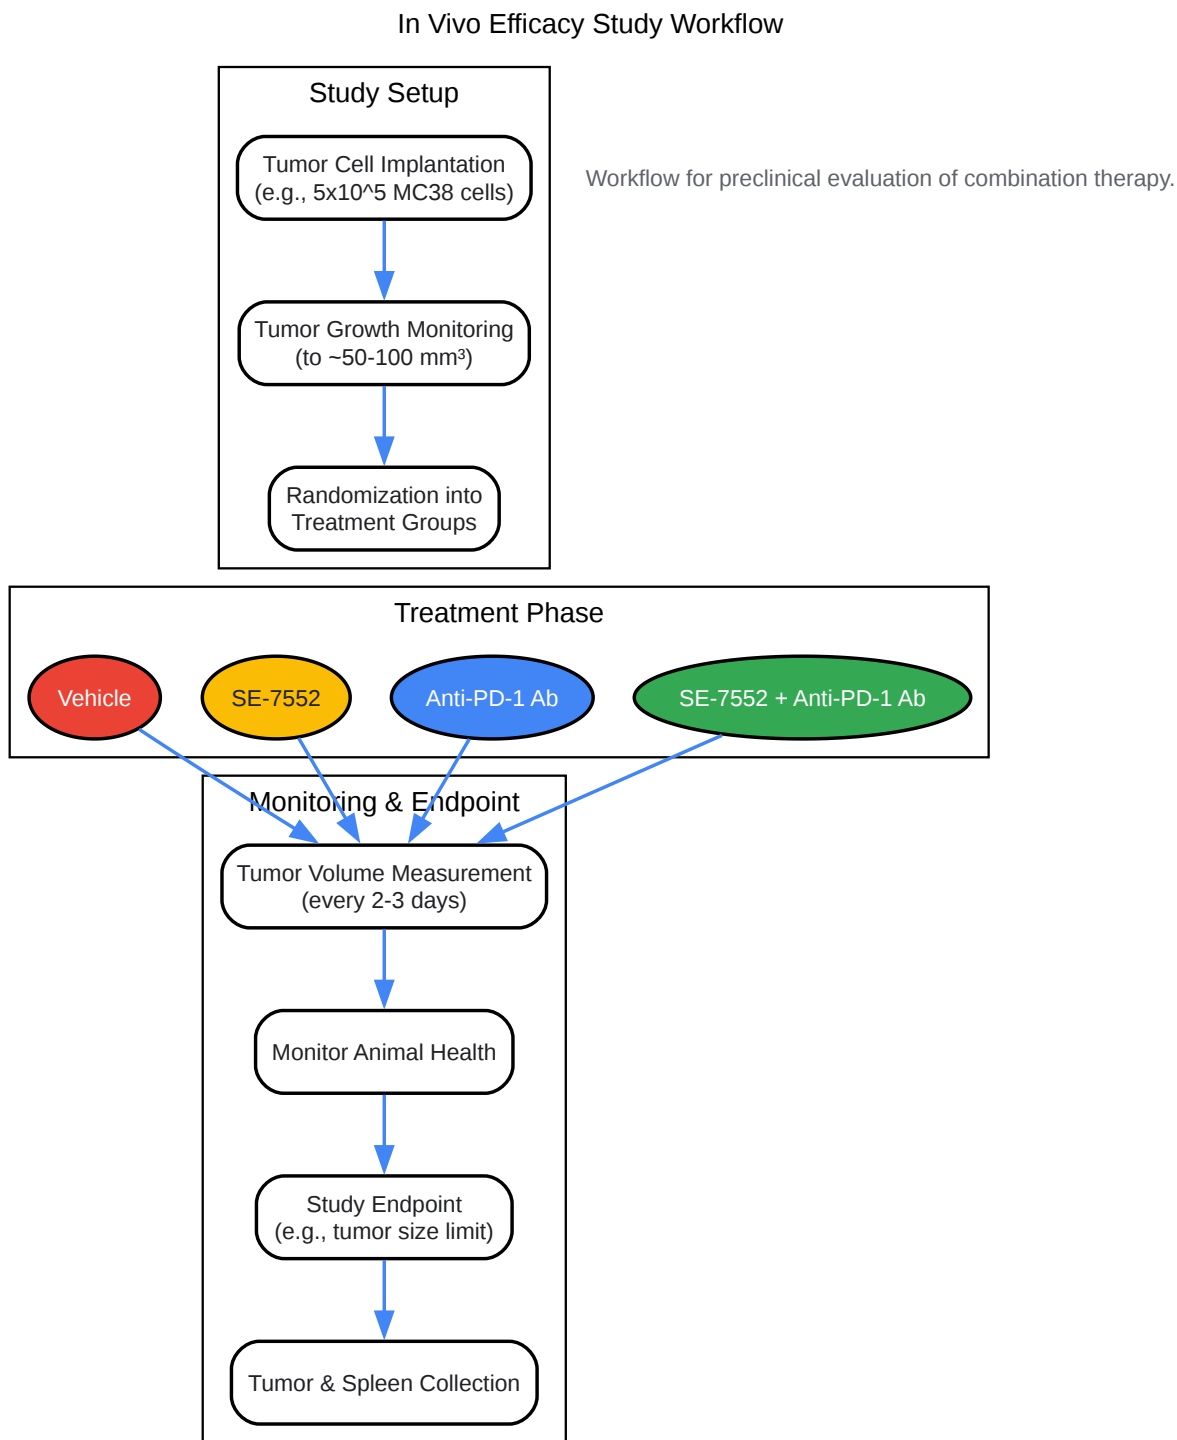 In Vivo Efficacy Study Workflow
Study Setup
Tumor Cell Implantation
(e.g., 5x10^5 MC38 cells)
Workflow for preclinical evaluation of combination therapy.
Tumor Growth Monitoring
(to ~50-100 mm³)
Randomization into
Treatment Groups
Treatment Phase
Vehicle
SE-7552
Anti-PD-1 Ab
SE-7552 + Anti-PD-1 Ab
Monitoring & Endpoint
Tumor Volume Measurement
(every 2-3 days)
Monitor Animal Health
Study Endpoint
(e.g., tumor size limit)
Tumor & Spleen Collection